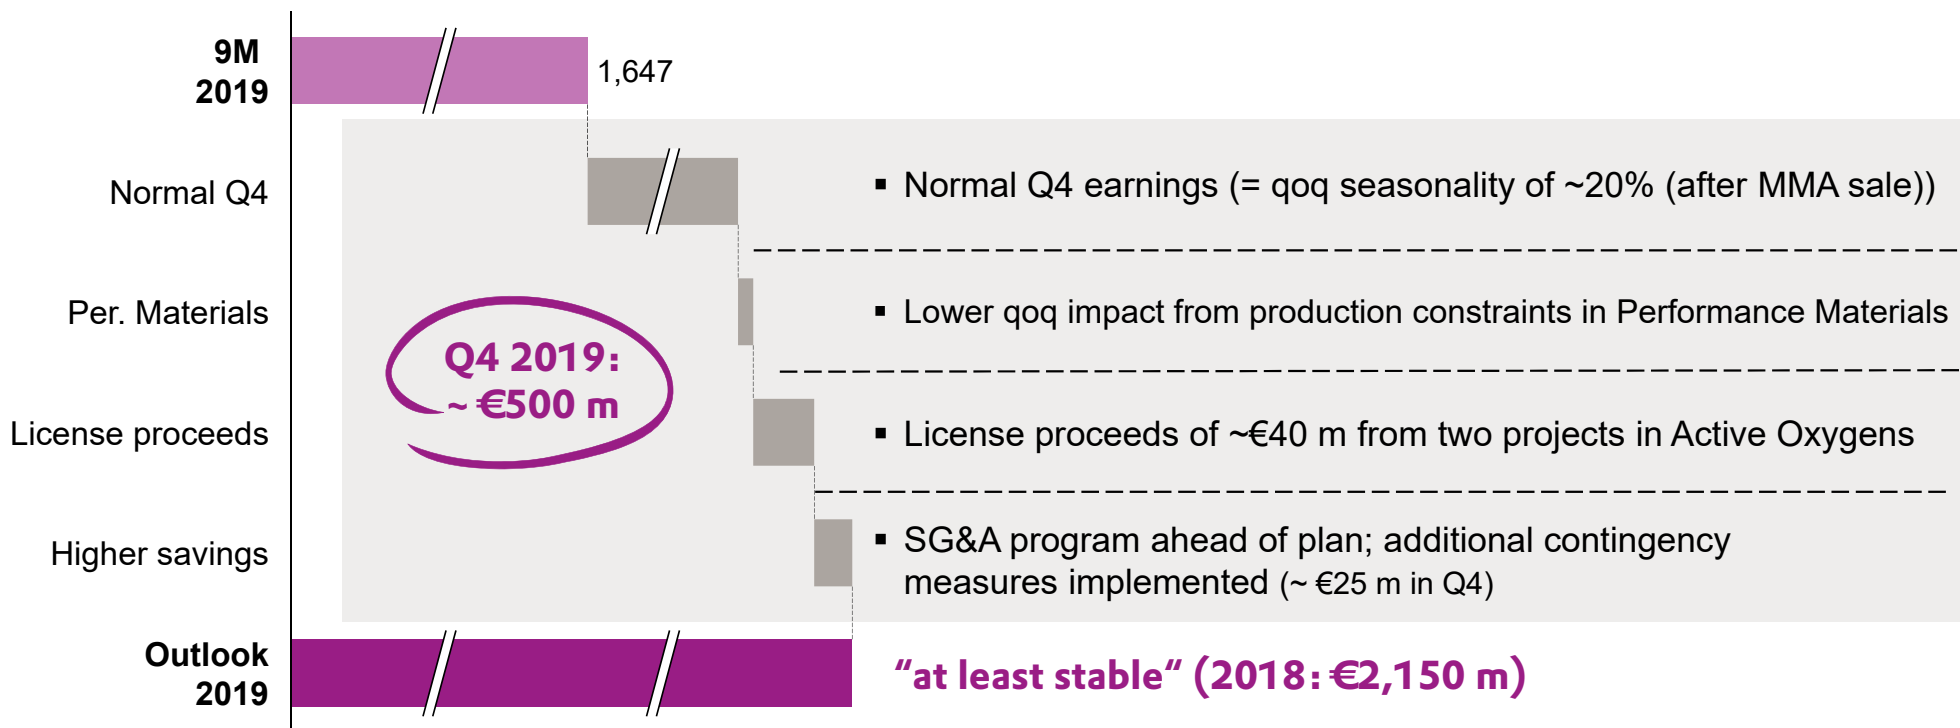 9M
2019
1,647
Normal Q4
▪ Normal Q4 earnings (= qoq seasonality of ~20% (after MMA sale))
Per. Materials
▪ Lower qoq impact from production constraints in Performance Materials
Q4 2019:
~ €500 m
License proceeds
▪ License proceeds of ~€40 m from two projects in Active Oxygens
Higher savings
▪ SG&A program ahead of plan; additional contingency
measures implemented (~ €25 m in Q4)
Outlook
2019
“at least stable“ (2018: €2,150 m)